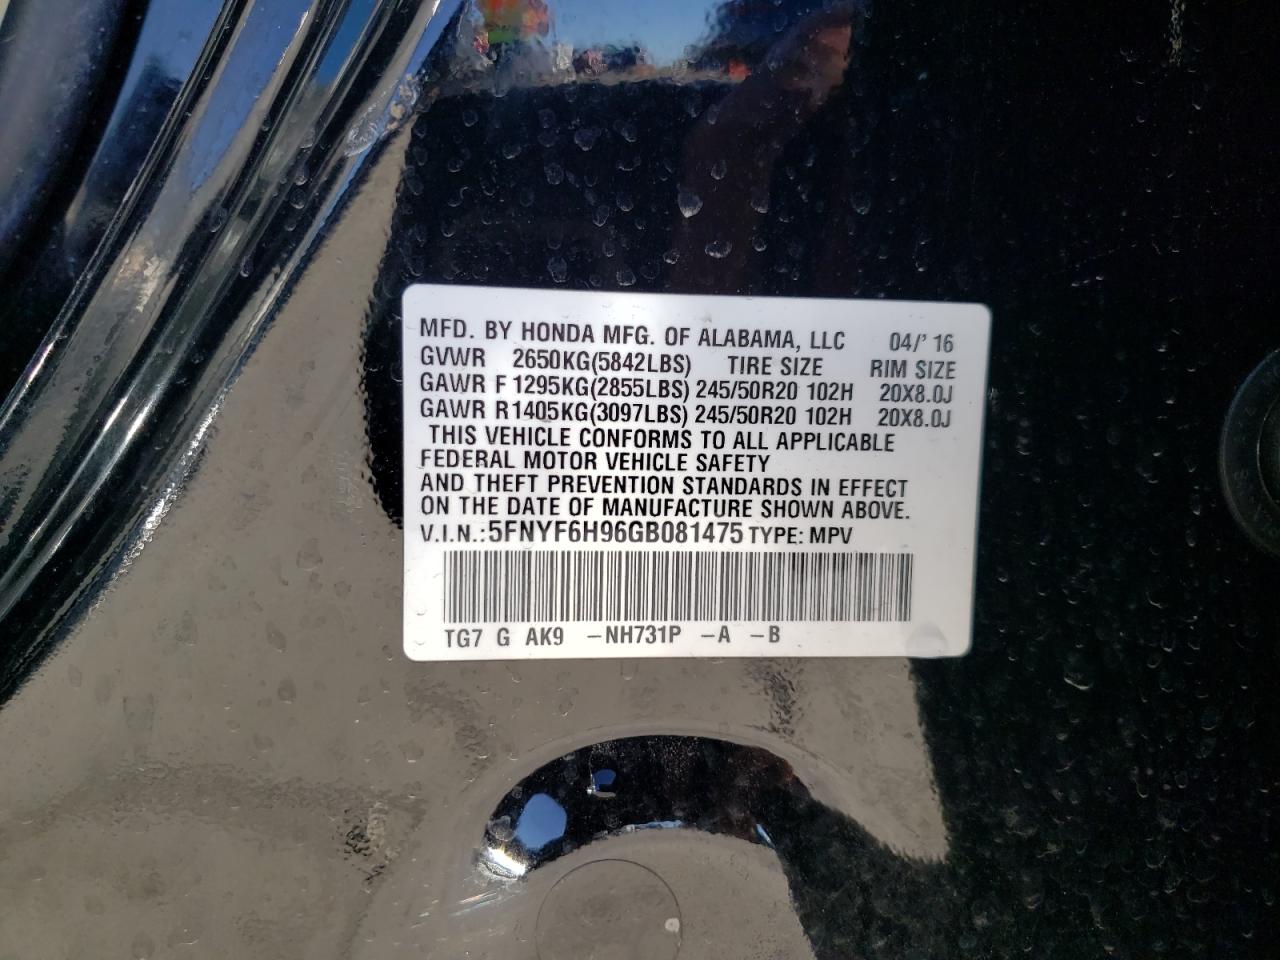 MFD. BY HONDA MFG. OF ALABAMA, LLC 04/'16
GVWR 2650KG(5842LBS) TIRE SIZE RIM SIZE
GAWR F 1295KG(2855LBS) 245/50R20 102H 20X8.0J
GAWR R1405KG(3097LBS) 245/50R20 102H 20X8.0J
THIS VEHICLE CONFORMS TO ALL APPLICABLE
FEDERAL MOTOR VEHICLE SAFETY
AND THEFT PREVENTION STANDARDS IN EFFECT
ON THE DATE OF MANUFACTURE SHOWN ABOVE.
V.I.N.:5FNYF6H96GB081475 TYPE: MPV
TG7 G AK9 –NH731P –A –B